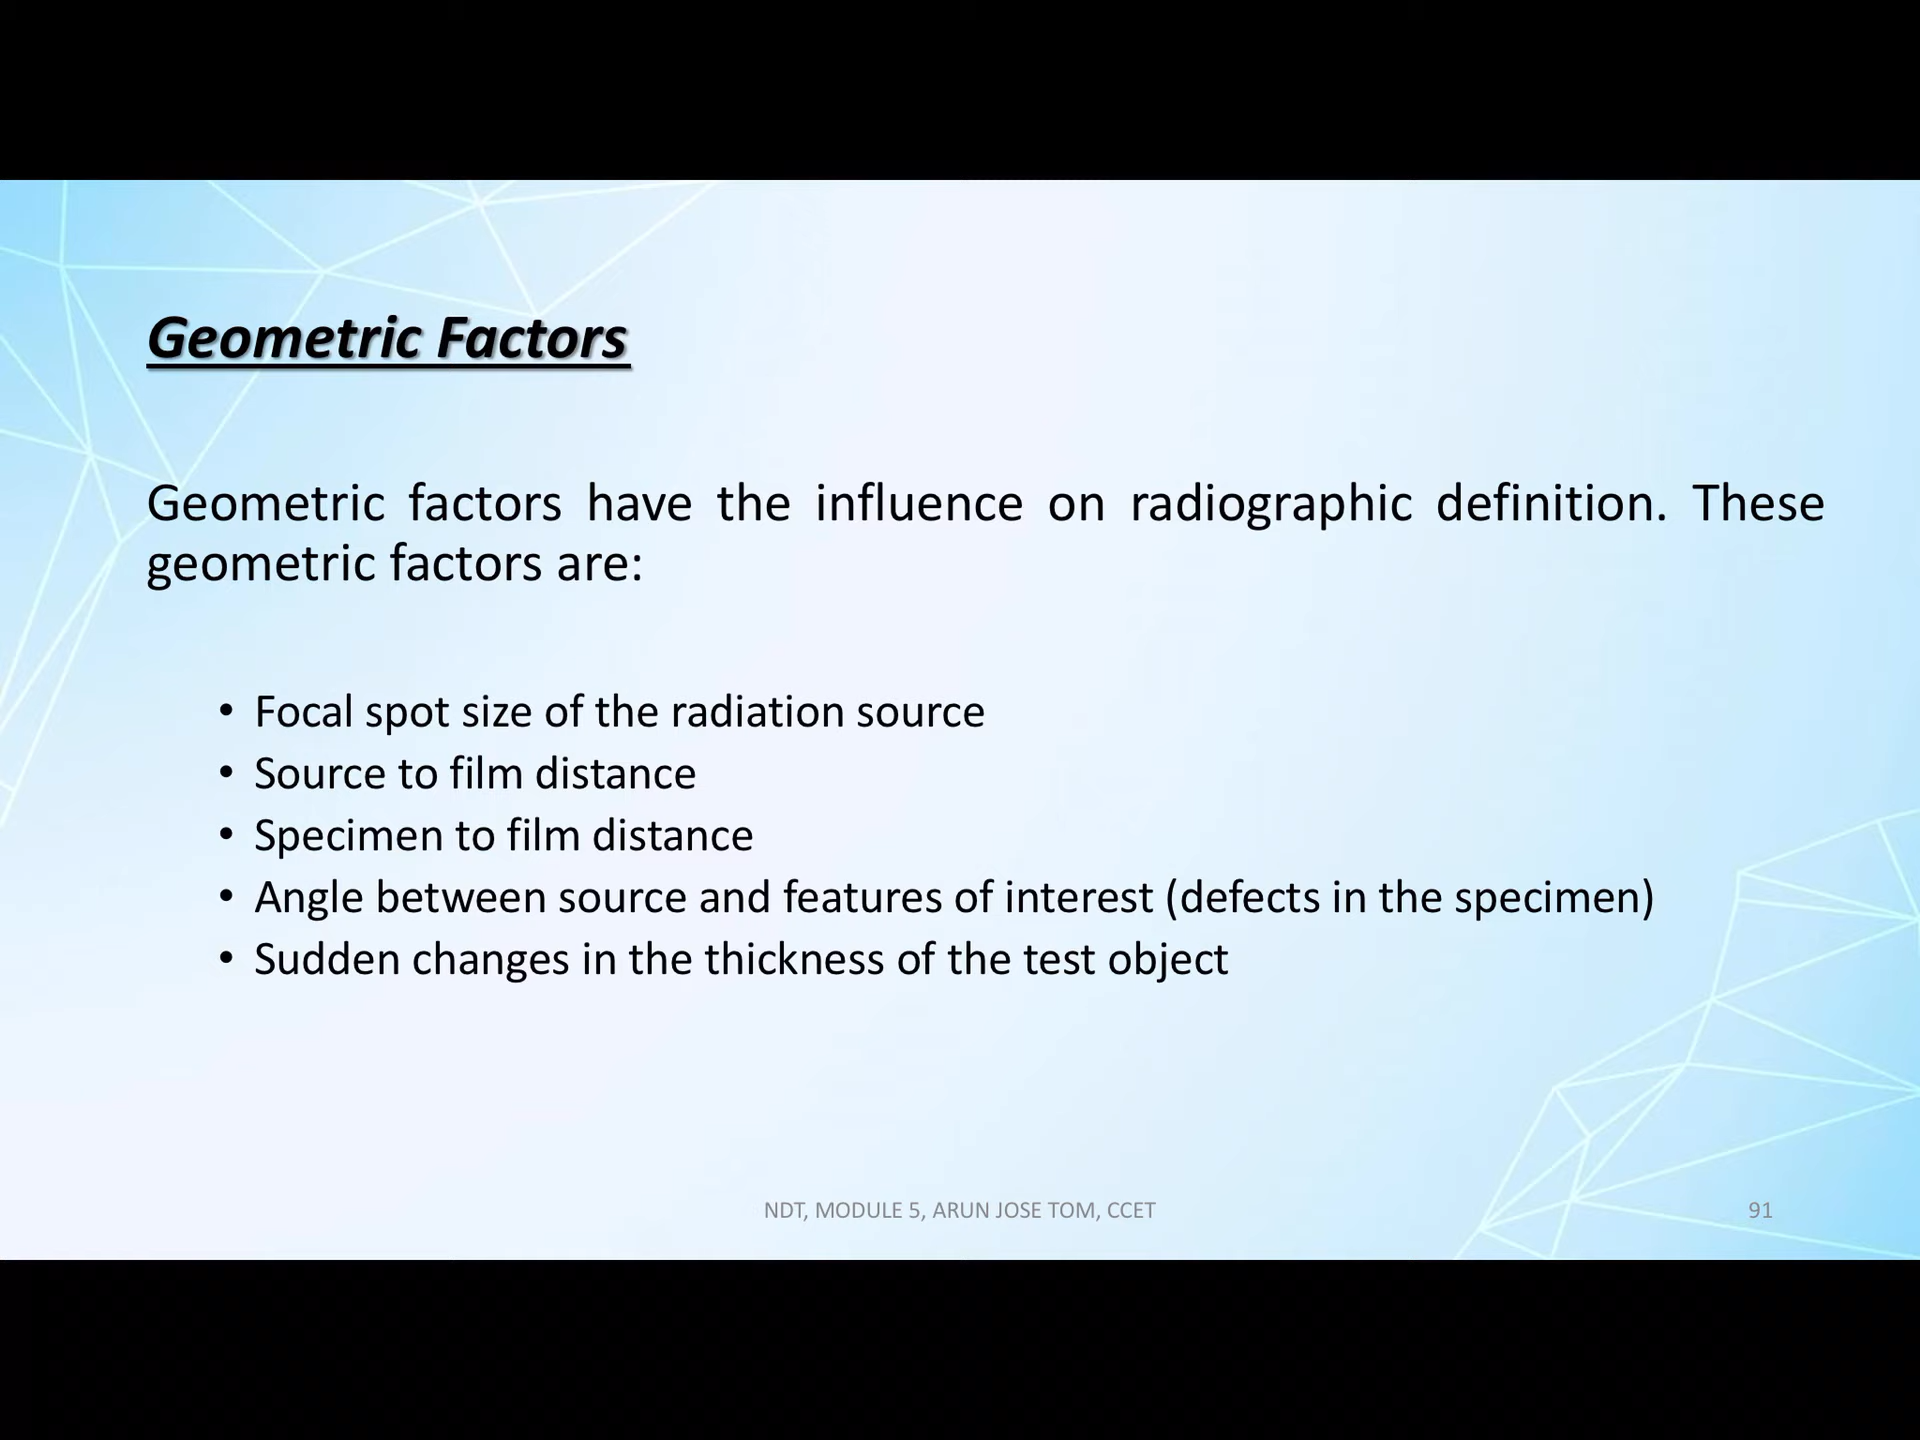 Geometric Factors
Geometric factors have the influence on radiographic definition. These
geometric factors are:
• Focal spot size of the radiation source
• Source to film distance
• Specimen to film distance
• Angle between source and features of interest (defects in the specimen)
• Sudden changes in the thickness of the test object
NDT, MODULE 5, ARUN JOSE TOM, CCET
91